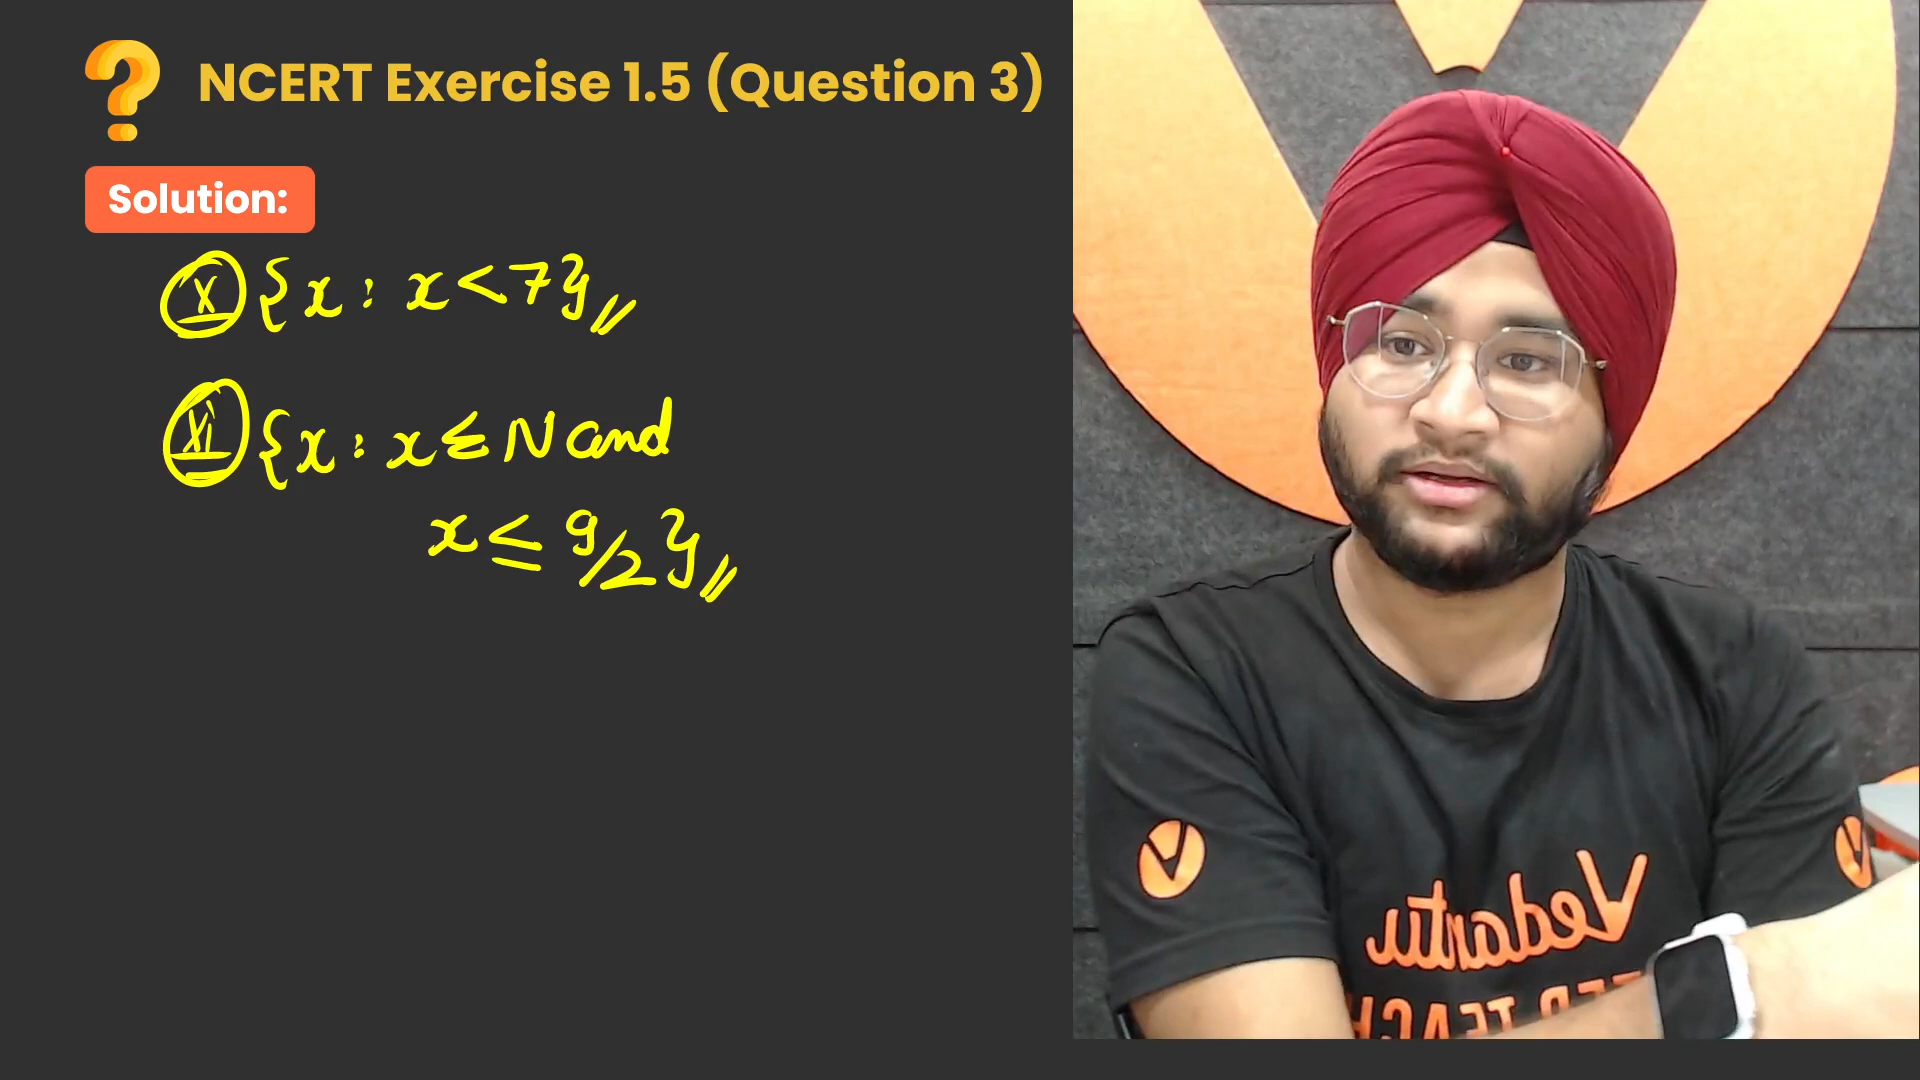 NCERT Exercise 1.5 (Question 3)
Solution:
X {x : x < 7}
XI {x : x ∈ N and
x ≤ 9/2}
Vedantu